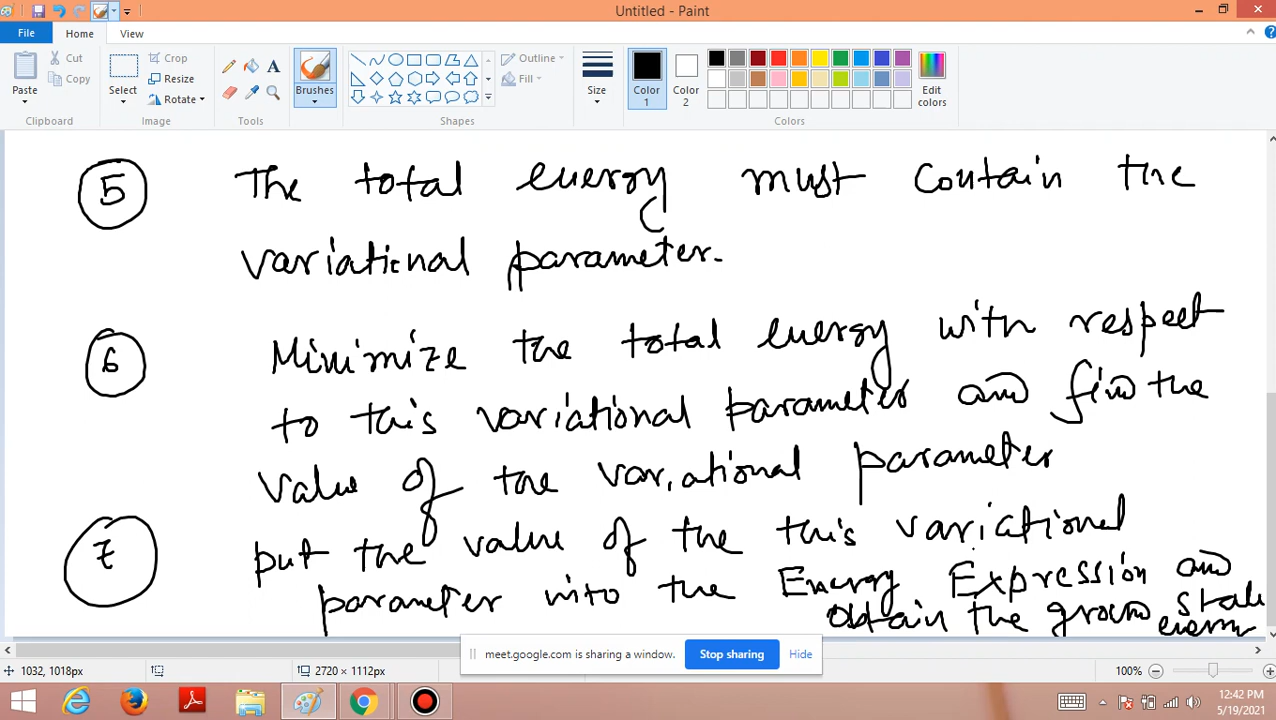 Untitled - Paint
File Home View
Cut
Copy
Paste
Clipboard
Crop
Resize
Rotate
Select
Image
Tools
Brushes
Outline
Fill
Shapes
Size
Color 1
Color 2
Edit colors
Colors
5 The total energy must contain the
variational parameter.
6 Minimize the total energy with respect
to this variational parameter and find the
value of the variational parameter
7 put the value of the this variational
parameter into the Energy Expression and
obtain the ground state
energy
meet.google.com is sharing a window. Stop sharing Hide
1032, 1018px 2720 × 1112px 100%
12:42 PM
5/19/2021